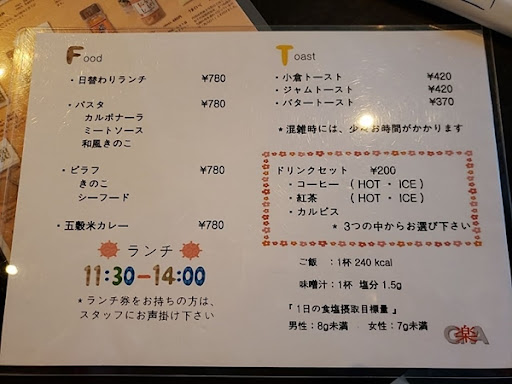 Food
・日替わりランチ ¥780
・パスタ ¥780
カルボナーラ
ミートソース
和風きのこ
・ピラフ ¥780
きのこ
シーフード
・五穀米カレー ¥780
ランチ
11:30－14:00
＊ランチ券をお持ちの方は、
スタッフにお声掛け下さい
Toast
・小倉トースト ¥420
・ジャムトースト ¥420
・バタートースト ¥370
＊混雑時には、少々お時間がかかります
ドリンクセット ¥200
・コーヒー （HOT ・ ICE）
・紅茶 （HOT ・ ICE）
・カルピス
＊ 3つの中からお選び下さい
ご飯 ：1杯 240 kcal
味噌汁：1杯 塩分 1.5g
「 1日の食塩摂取目標量 」
男性：8g未満 ・ 女性：7g未満
楽